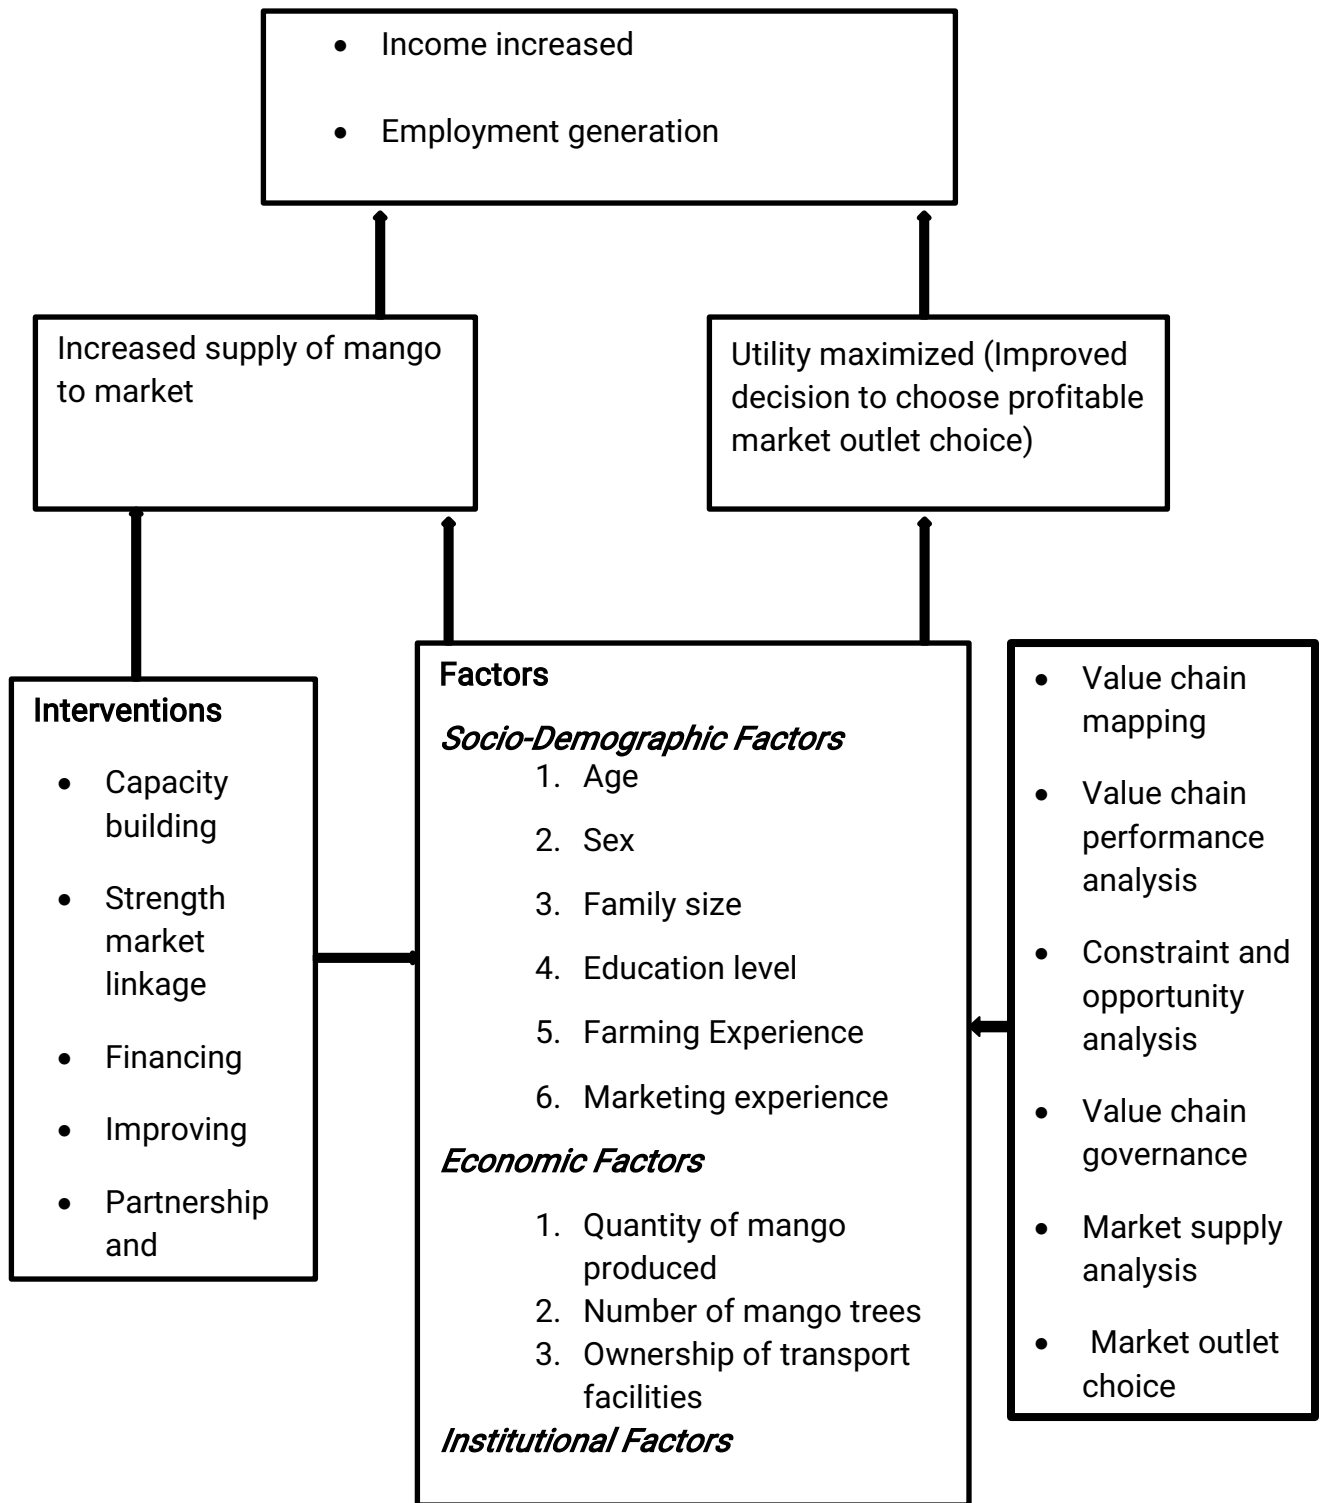 • Income increased
• Employment generation
Increased supply of mango
to market
Utility maximized (Improved
decision to choose profitable
market outlet choice)
Interventions
• Capacity
building
• Strength
market
linkage
• Financing
• Improving
• Partnership
and
Factors
Socio-Demographic Factors
1. Age
2. Sex
3. Family size
4. Education level
5. Farming Experience
6. Marketing experience
Economic Factors
1. Quantity of mango
produced
2. Number of mango trees
3. Ownership of transport
facilities
Institutional Factors
• Value chain
mapping
• Value chain
performance
analysis
• Constraint and
opportunity
analysis
• Value chain
governance
• Market supply
analysis
• Market outlet
choice